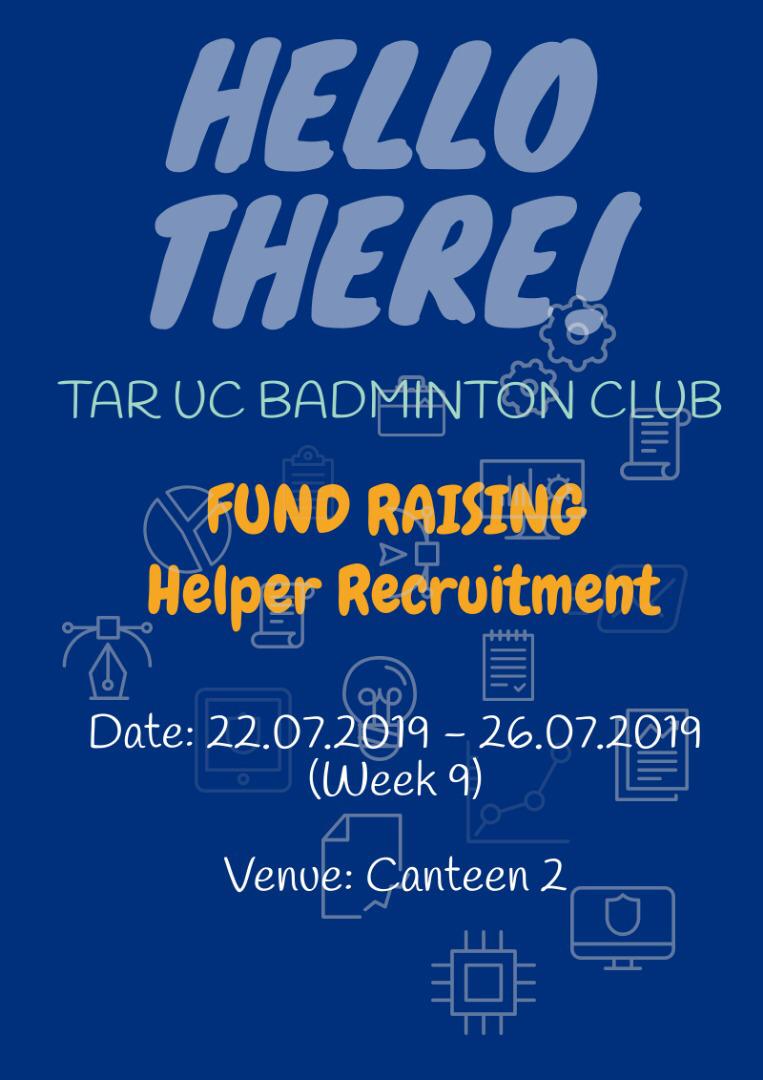 HELLO
THERE!
TAR UC BADMINTON CLUB
FUND RAISING
Helper Recruitment
Date: 22.07.2019 - 26.07.2019
(Week 9)
Venue: Canteen 2